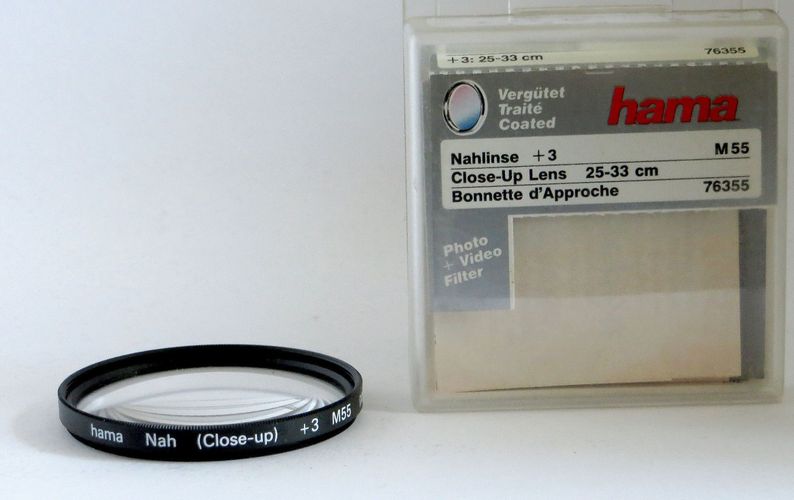 +3: 25-33 cm 76355
Vergütet
Traité
Coated
hama
Nahlinse +3 M 55
Close-Up Lens 25-33 cm
Bonnette d'Approche 76355
Photo
+ Video
Filter
hama Nah (Close-up) +3 M55